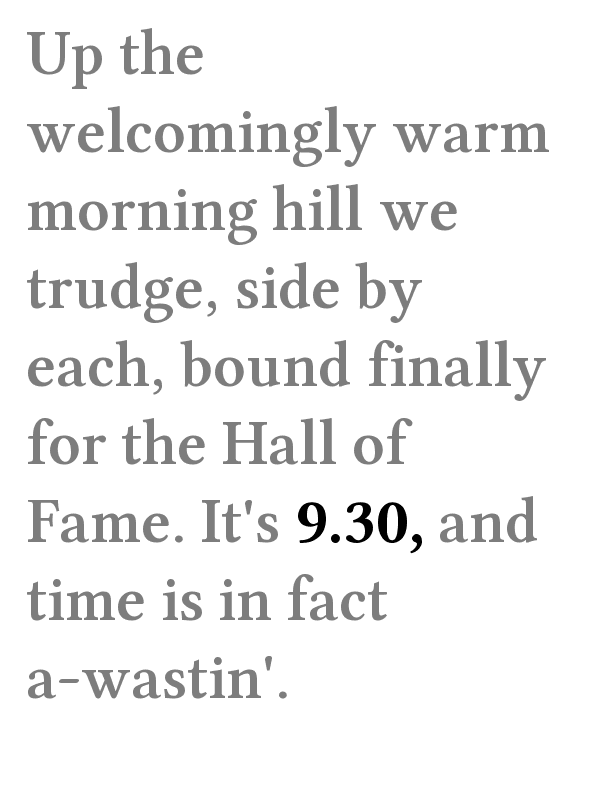 Up the
welcomingly warm
morning hill we
trudge, side by
each, bound finally
for the Hall of
Fame. It's 9.30, and
time is in fact
a-wastin'.